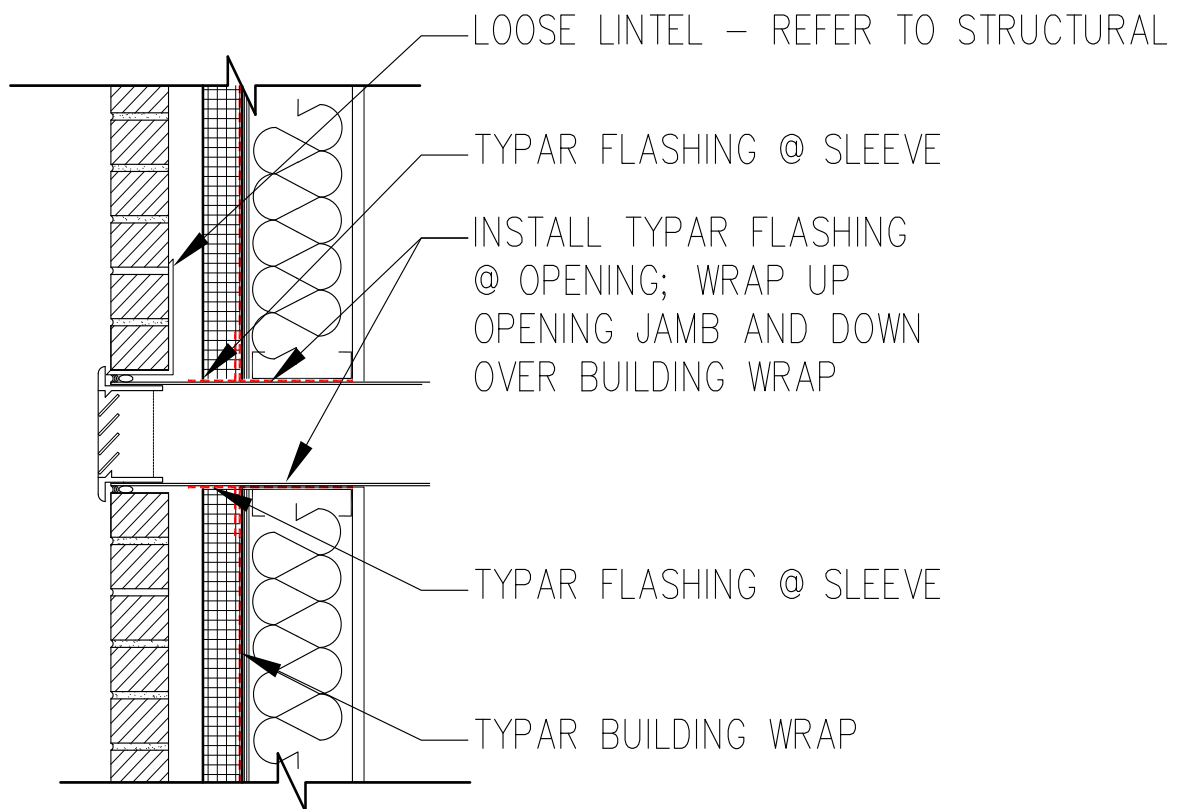 LOOSE LINTEL – REFER TO STRUCTURAL
TYPAR FLASHING @ SLEEVE
INSTALL TYPAR FLASHING
@ OPENING; WRAP UP
OPENING JAMB AND DOWN
OVER BUILDING WRAP
TYPAR FLASHING @ SLEEVE
TYPAR BUILDING WRAP